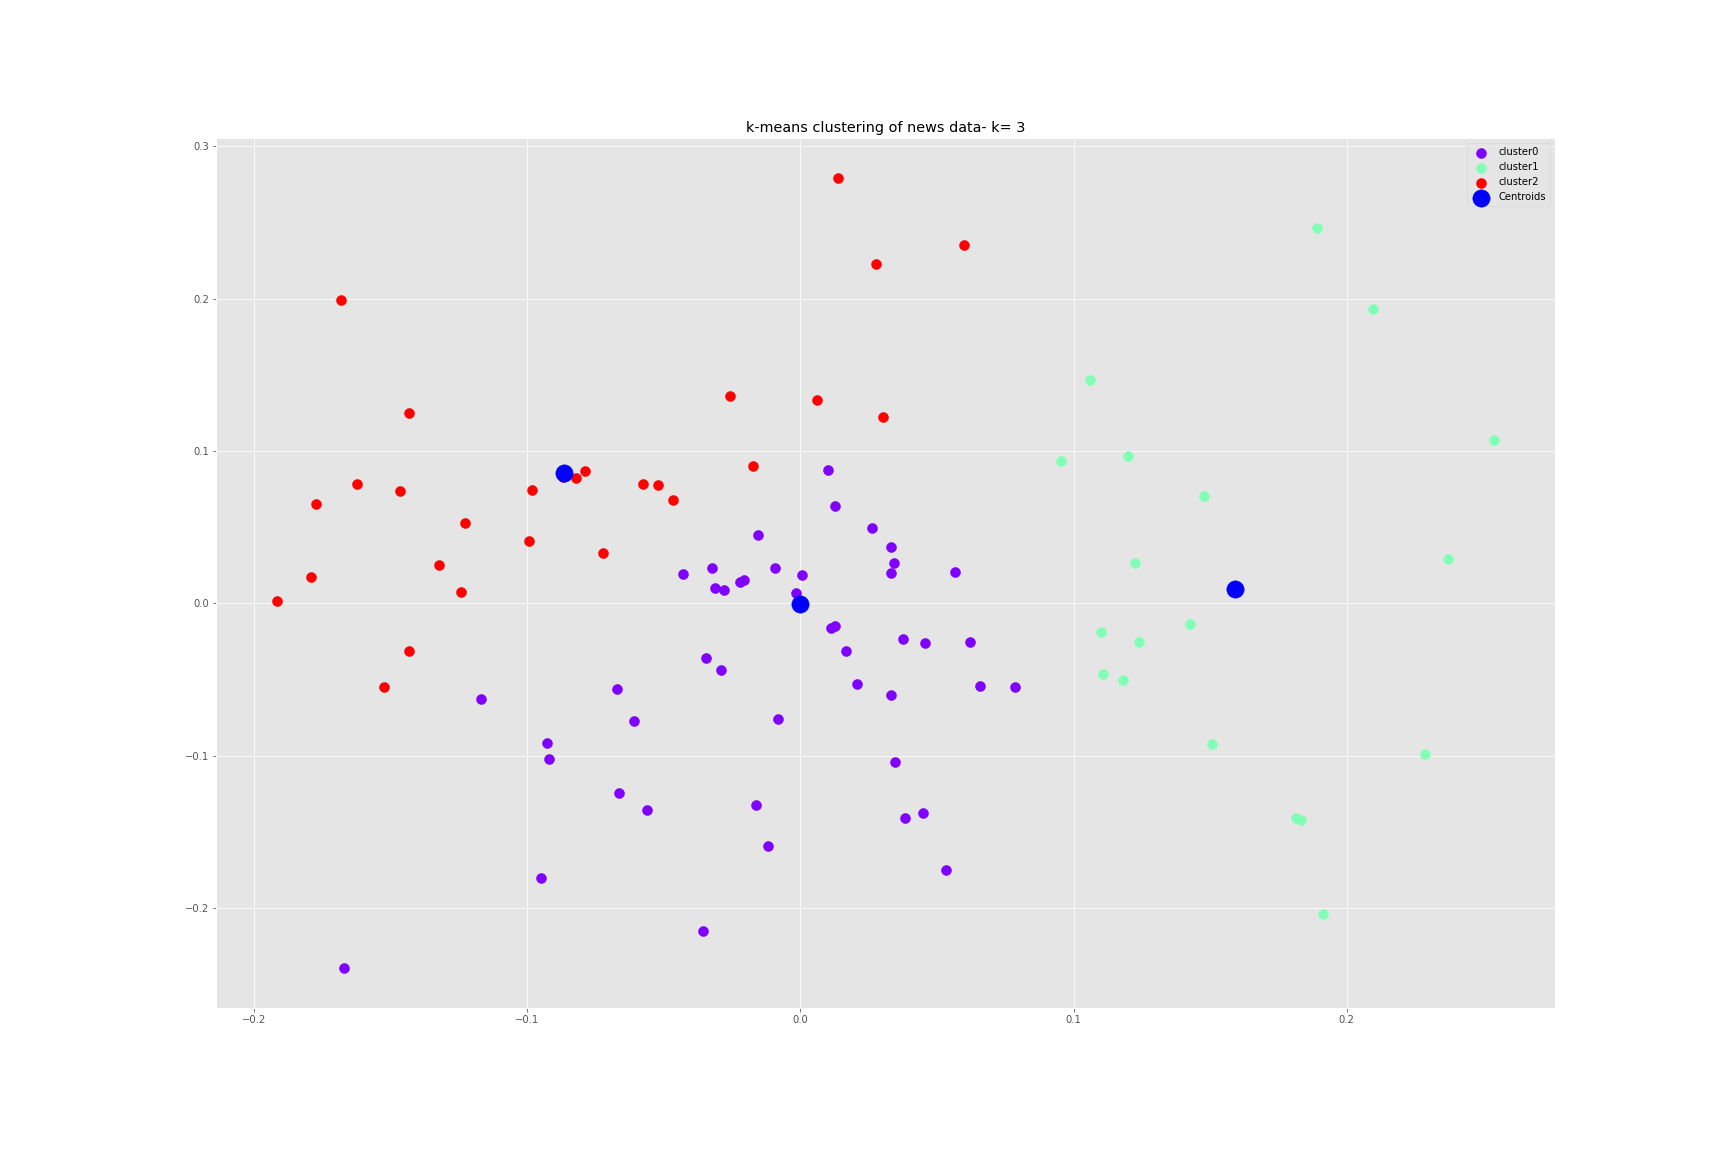 k-means clustering of news data- k= 3
cluster0
cluster1
cluster2
Centroids
0.3
0.2
0.1
0.0
−0.1
−0.2
−0.2
−0.1
0.0
0.1
0.2